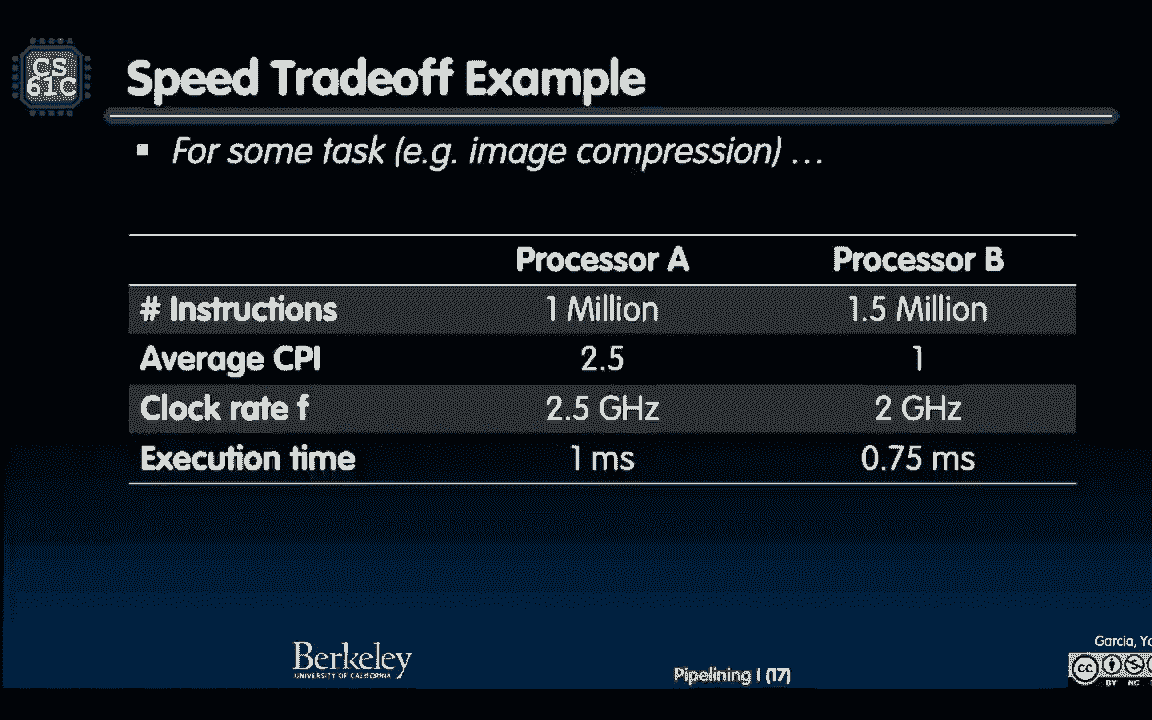 CS
61C
Speed Tradeoff Example
▪ For some task (e.g. image compression) …
Processor A Processor B
# Instructions 1 Million 1.5 Million
Average CPI 2.5 1
Clock rate f 2.5 GHz 2 GHz
Execution time 1 ms 0.75 ms
Garcia,
Berkeley
UNIVERSITY OF CALIFORNIA
Pipelining I (17)
cc
BY NC